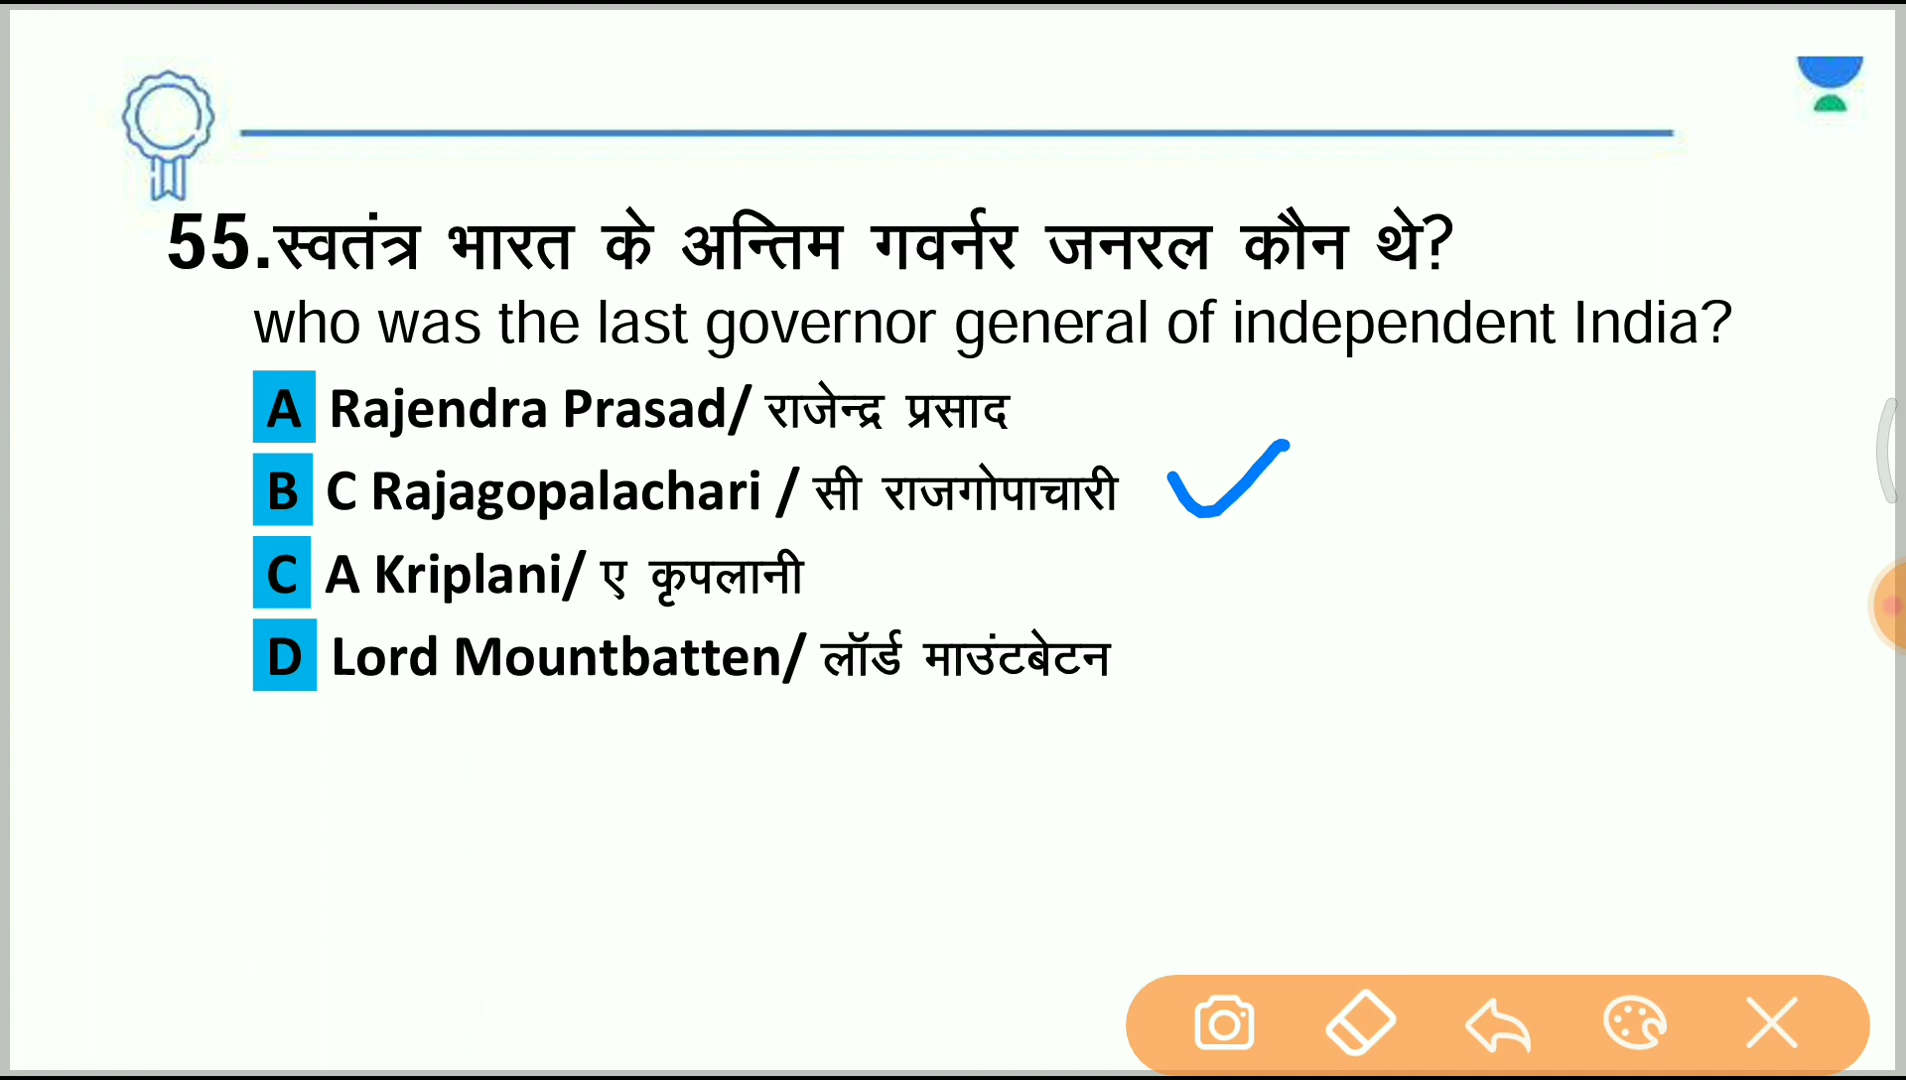 55.स्वतंत्र भारत के अन्तिम गवर्नर जनरल कौन थे?
who was the last governor general of independent India?
A Rajendra Prasad/ राजेन्द्र प्रसाद
B C Rajagopalachari / सी राजगोपाचारी
C A Kriplani/ ए कृपलानी
D Lord Mountbatten/ लॉर्ड माउंटबेटन